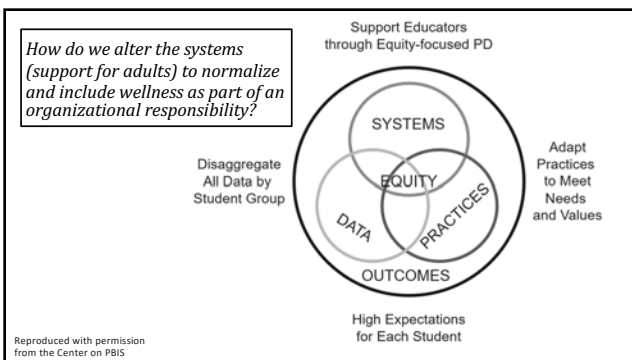 How do we alter the systems
(support for adults) to normalize
and include wellness as part of an
organizational responsibility?
Support Educators
through Equity-focused PD
SYSTEMS
Disaggregate
All Data by
Student Group
EQUITY
Adapt
Practices
to Meet
Needs
and Values
DATA
PRACTICES
OUTCOMES
High Expectations
for Each Student
Reproduced with permission
from the Center on PBIS